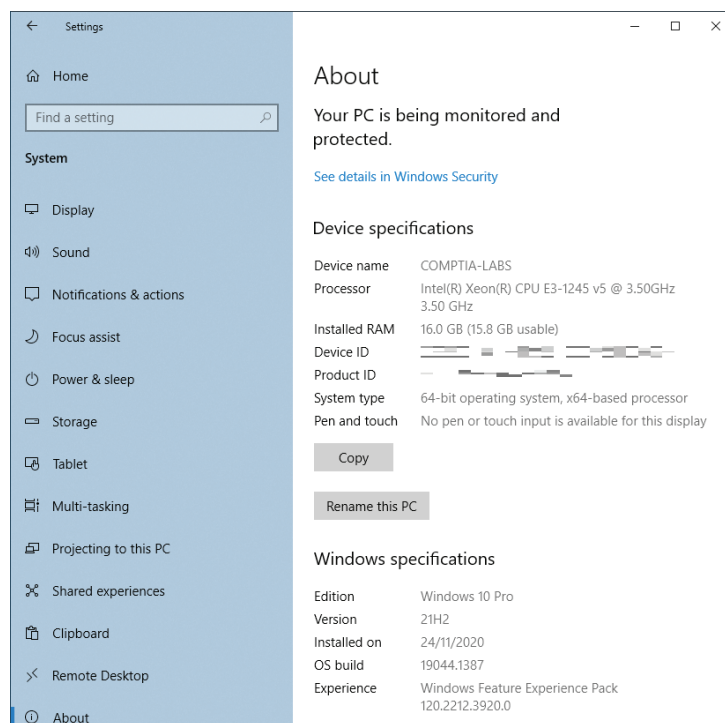 Settings
Home
Find a setting
System
Display
Sound
Notifications & actions
Focus assist
Power & sleep
Storage
Tablet
Multi-tasking
Projecting to this PC
Shared experiences
Clipboard
Remote Desktop
About
About
Your PC is being monitored and
protected.
See details in Windows Security
Device specifications
Device name COMPTIA-LABS
Processor Intel(R) Xeon(R) CPU E3-1245 v5 @ 3.50GHz
3.50 GHz
Installed RAM 16.0 GB (15.8 GB usable)
Device ID
Product ID
System type 64-bit operating system, x64-based processor
Pen and touch No pen or touch input is available for this display
Copy
Rename this PC
Windows specifications
Edition Windows 10 Pro
Version 21H2
Installed on 24/11/2020
OS build 19044.1387
Experience Windows Feature Experience Pack
120.2212.3920.0